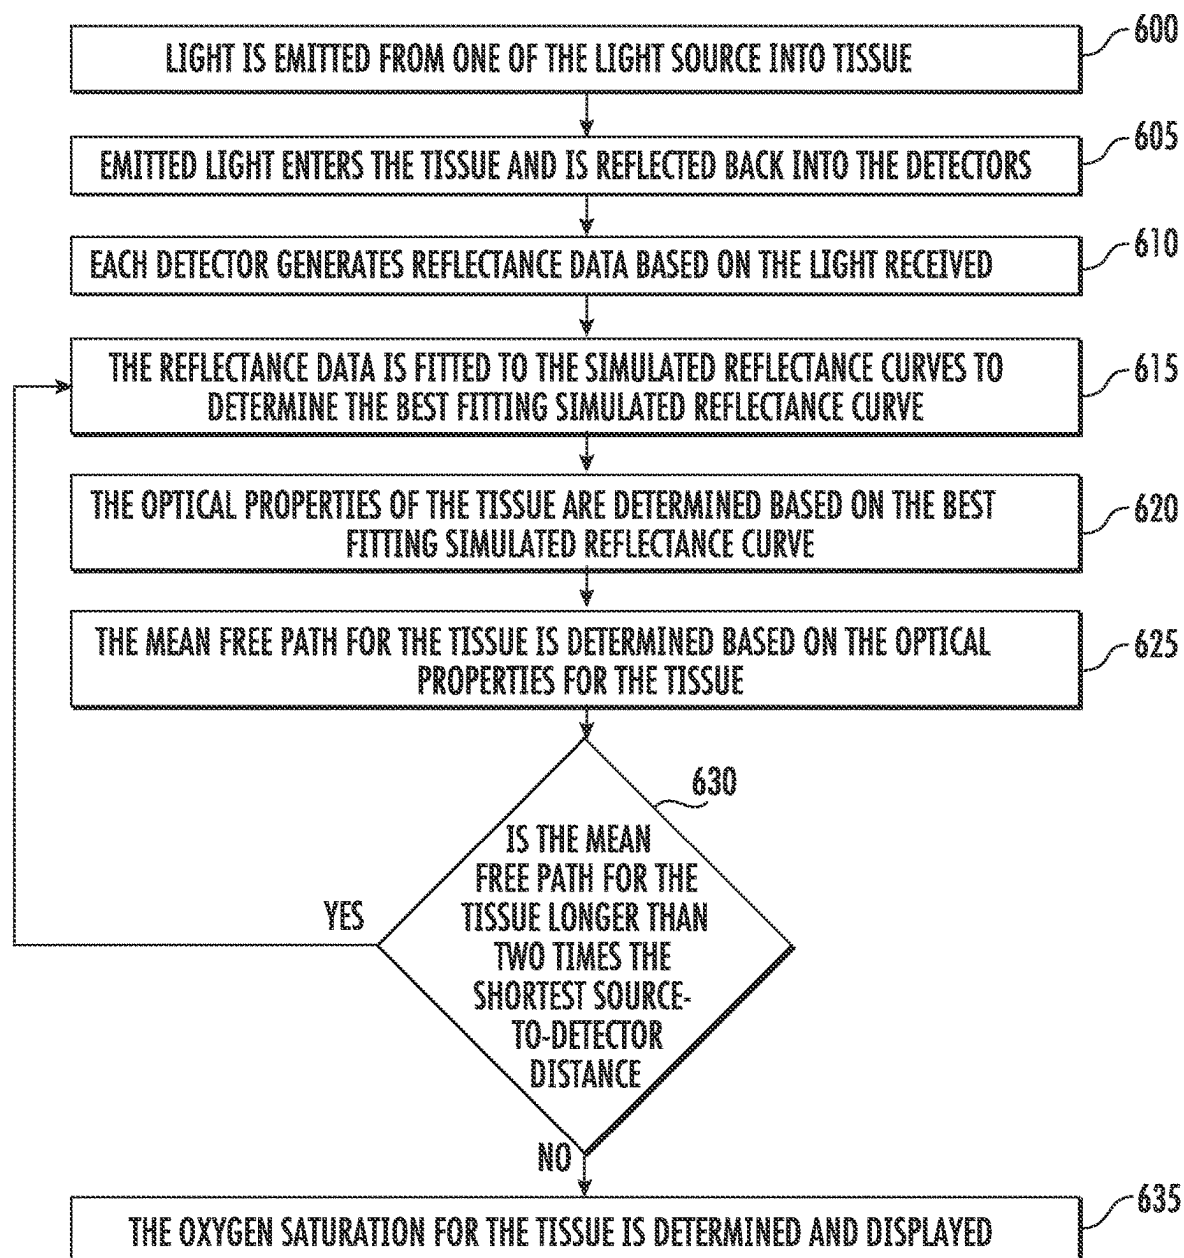 LIGHT IS EMITTED FROM ONE OF THE LIGHT SOURCE INTO TISSUE
600
EMITTED LIGHT ENTERS THE TISSUE AND IS REFLECTED BACK INTO THE DETECTORS
605
EACH DETECTOR GENERATES REFLECTANCE DATA BASED ON THE LIGHT RECEIVED
610
THE REFLECTANCE DATA IS FITTED TO THE SIMULATED REFLECTANCE CURVES TO
DETERMINE THE BEST FITTING SIMULATED REFLECTANCE CURVE
615
THE OPTICAL PROPERTIES OF THE TISSUE ARE DETERMINED BASED ON THE BEST
FITTING SIMULATED REFLECTANCE CURVE
620
THE MEAN FREE PATH FOR THE TISSUE IS DETERMINED BASED ON THE OPTICAL
PROPERTIES FOR THE TISSUE
625
630
IS THE MEAN
FREE PATH FOR THE
TISSUE LONGER THAN
TWO TIMES THE
SHORTEST SOURCE-
TO-DETECTOR
DISTANCE
YES
NO
THE OXYGEN SATURATION FOR THE TISSUE IS DETERMINED AND DISPLAYED
635